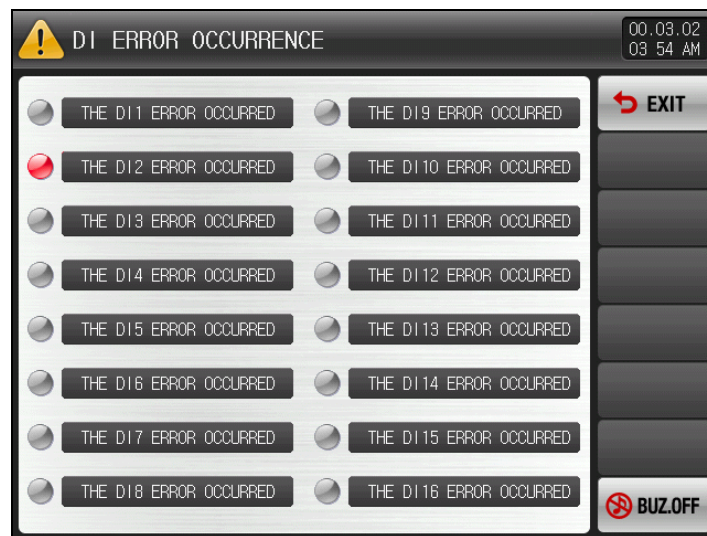 DI ERROR OCCURRENCE
00.03.02
03 54 AM
THE DI1 ERROR OCCURRED
THE DI2 ERROR OCCURRED
THE DI3 ERROR OCCURRED
THE DI4 ERROR OCCURRED
THE DI5 ERROR OCCURRED
THE DI6 ERROR OCCURRED
THE DI7 ERROR OCCURRED
THE DI8 ERROR OCCURRED
THE DI9 ERROR OCCURRED
THE DI10 ERROR OCCURRED
THE DI11 ERROR OCCURRED
THE DI12 ERROR OCCURRED
THE DI13 ERROR OCCURRED
THE DI14 ERROR OCCURRED
THE DI15 ERROR OCCURRED
THE DI16 ERROR OCCURRED
EXIT
BUZ.OFF